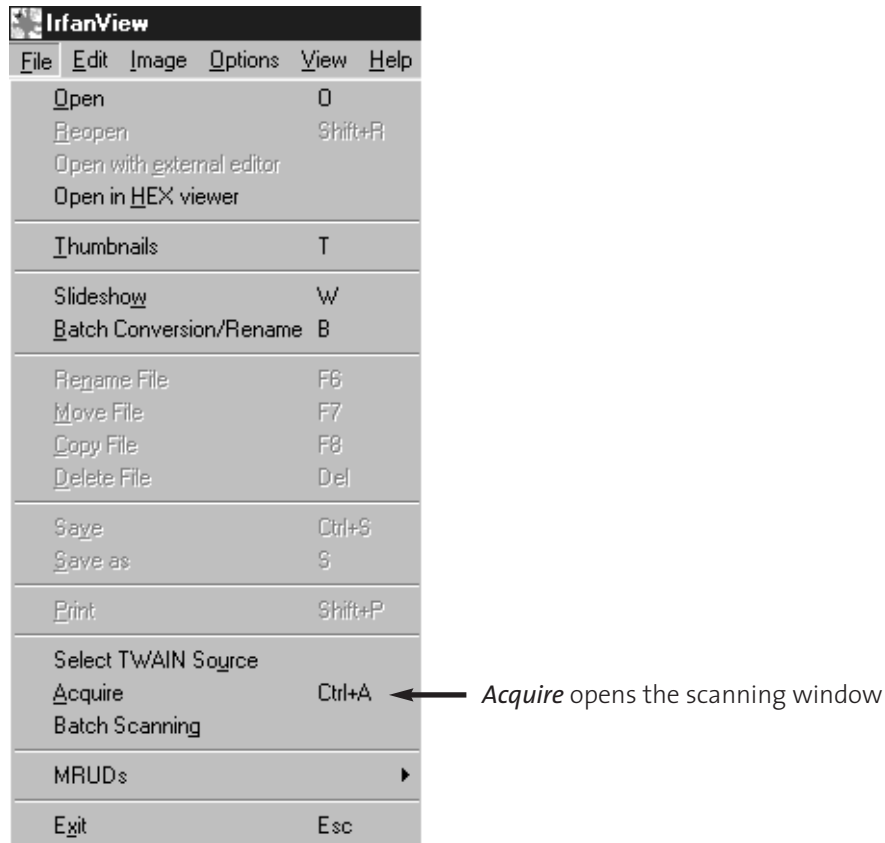 IrfanView
File Edit Image Options View Help
Open O
Reopen Shift+R
Open with external editor
Open in HEX viewer
Thumbnails T
Slideshow W
Batch Conversion/Rename B
Rename File F6
Move File F7
Copy File F8
Delete File Del
Save Ctrl+S
Save as S
Print Shift+P
Select TWAIN Source
Acquire Ctrl+A Acquire opens the scanning window
Batch Scanning
MRUDs
Exit Esc